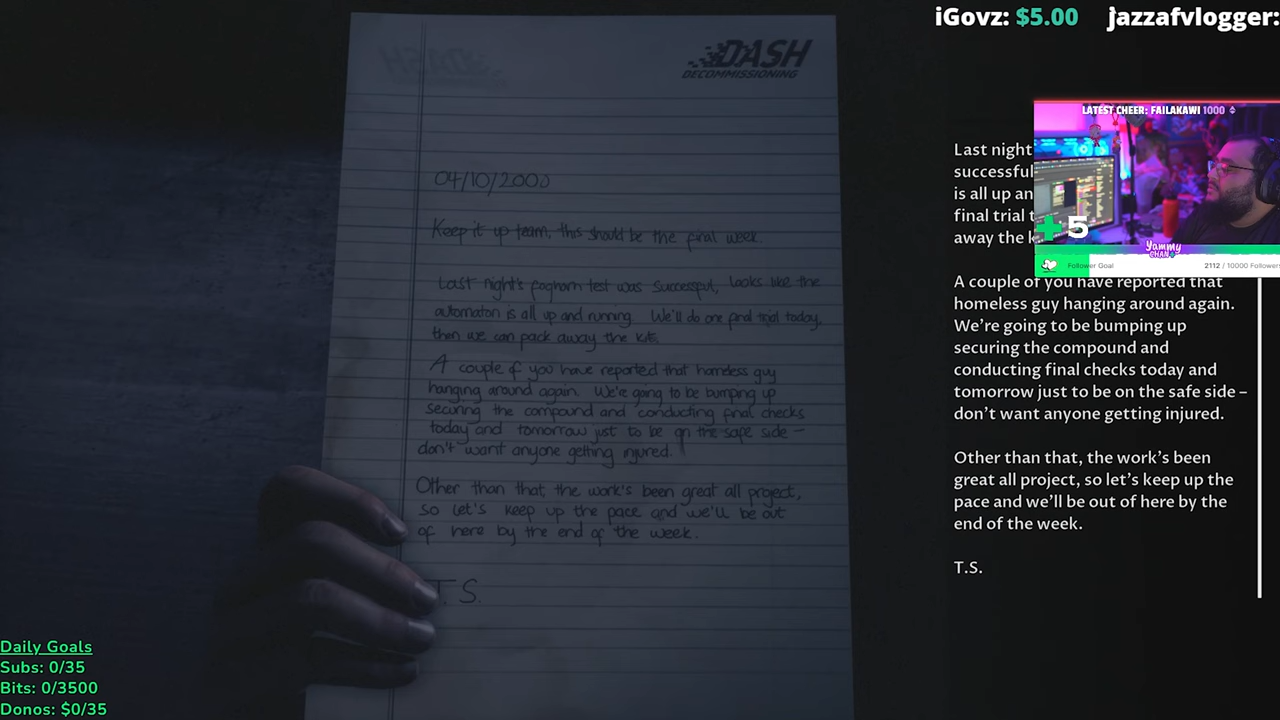 iGovz: $5.00 jazzafvlogger:
DASH
DECOMMISSIONING
04/10/2000
Keep it up team, this should be the final week.
Last night's foghorn test was successful, looks like the
automaton is all up and running. We'll do one final trial today,
then we can pack away the kits.
A couple of you have reported that homeless guy
hanging around again. We're going to be bumping up
securing the compound and conducting final checks
today and tomorrow just to be on the safe side –
don't want anyone getting injured.
Other than that, the work's been great all project,
so let's keep up the pace and we'll be out
of here by the end of the week.
T.S.
LATEST CHEER: FAILAKAWI 1000
+5
Yammy
Follower Goal
2112 / 10000 Followers
Last night
successful
is all up an
final trial t
away the k
A couple of you have reported that
homeless guy hanging around again.
We're going to be bumping up
securing the compound and
conducting final checks today and
tomorrow just to be on the safe side –
don't want anyone getting injured.
Other than that, the work's been
great all project, so let's keep up the
pace and we'll be out of here by the
end of the week.
T.S.
Daily Goals
Subs: 0/35
Bits: 0/3500
Donos: $0/35